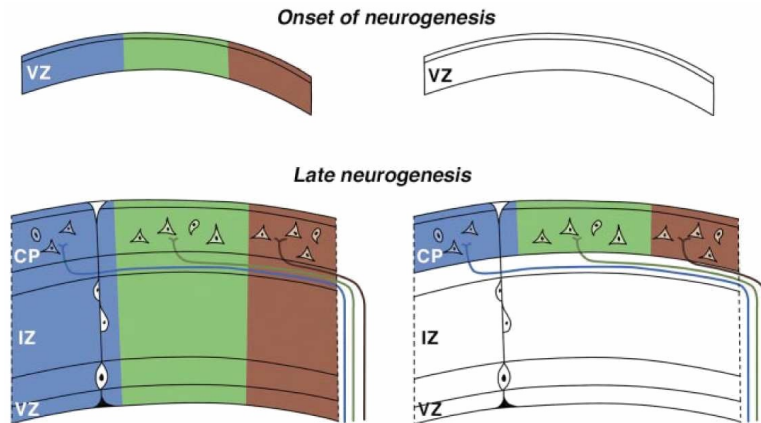 Onset of neurogenesis
VZ
VZ
Late neurogenesis
CP
CP
IZ
IZ
VZ
VZ